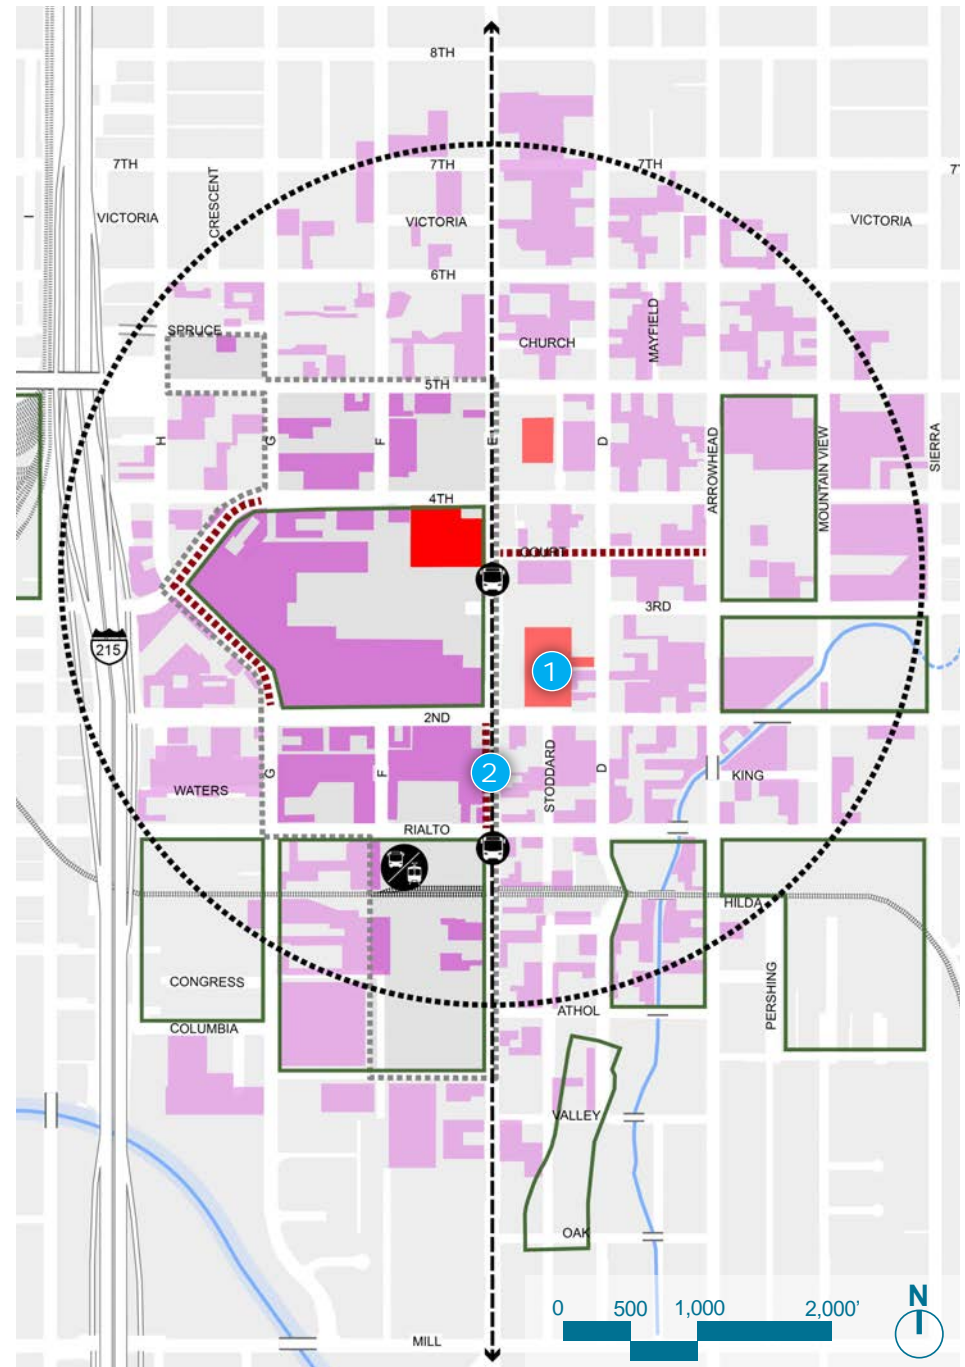 8TH
7TH
7TH
7TH
7
CRESCENT
I
VICTORIA
VICTORIA
VICTORIA
6TH
SPRUCE
CHURCH
MAYFIELD
5TH
H
G
F
E
D
ARROWHEAD
MOUNTAIN VIEW
SIERRA
4TH
COURT
3RD
215
1
2ND
2
G
F
STODDARD
D
KING
WATERS
RIALTO
HILDA
CONGRESS
PERSHING
ATHOL
COLUMBIA
VALLEY
OAK
MILL
0 500 1,000 2,000'
N